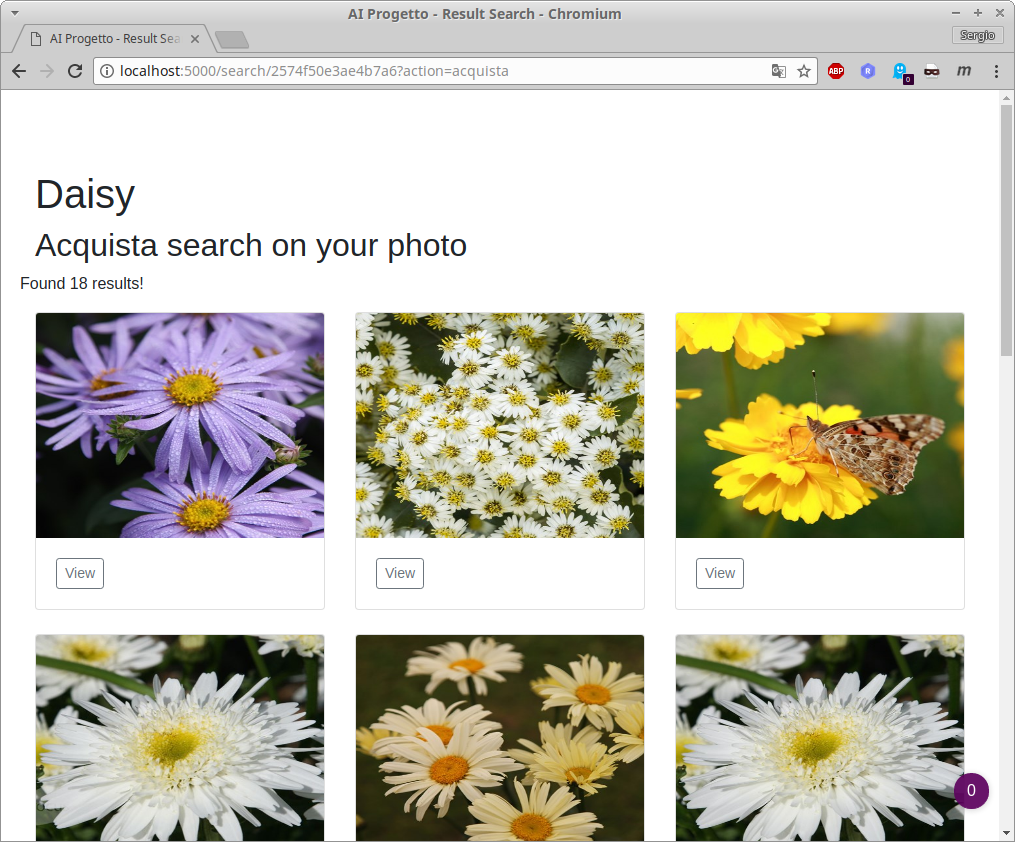 AI Progetto - Result Search - Chromium
AI Progetto - Result Sea
Sergio
localhost:5000/search/2574f50e3ae4b7a6?action=acquista
ABP
R
0
m
Daisy
Acquista search on your photo
Found 18 results!
View
View
View
0